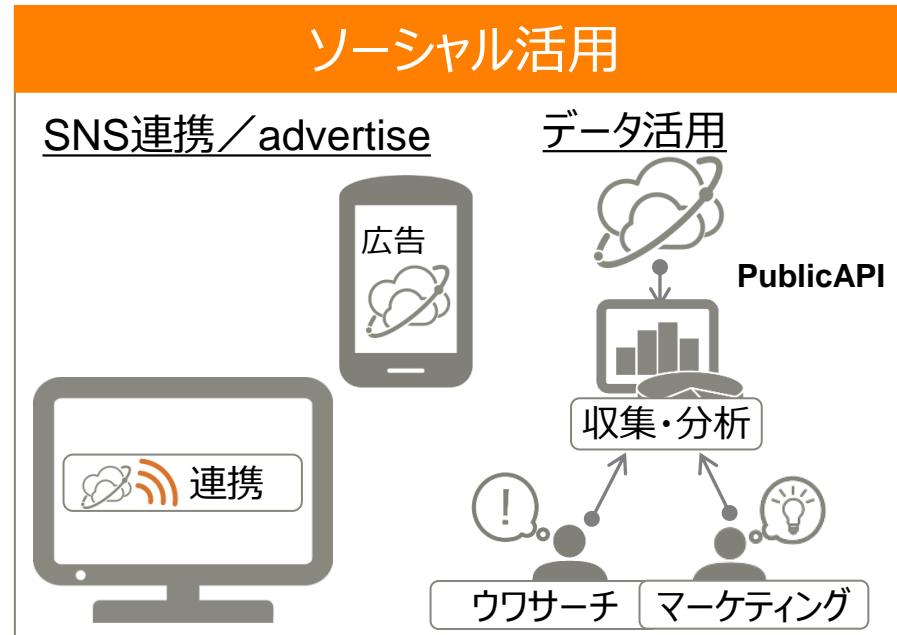 ソーシャル活用
SNS連携／advertise
データ活用
広告
PublicAPI
収集・分析
連携
!
ウワサーチ
マーケティング